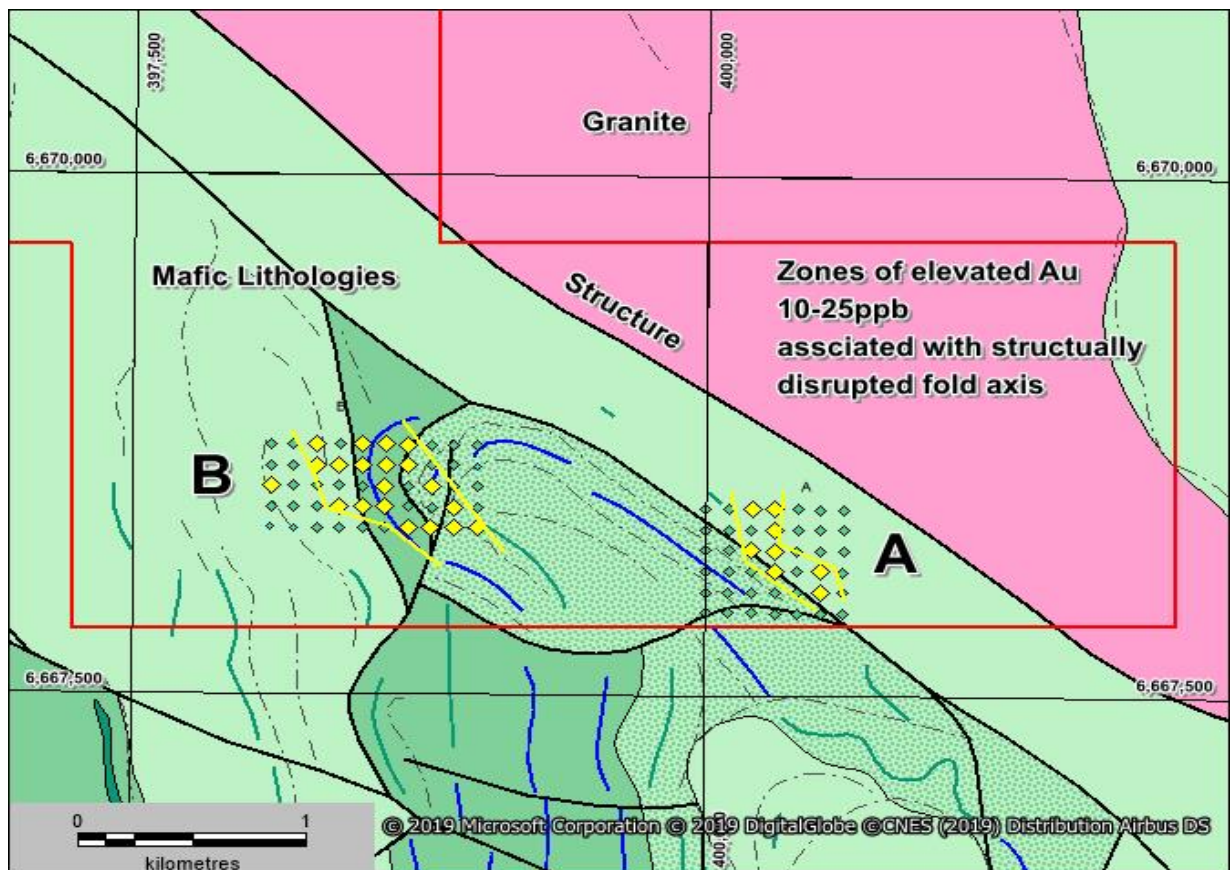 397,500
400,000
Granite
6,670,000
6,670,000
Mafic Lithologies
Structure
Zones of elevated Au
10-25ppb
assciated with structually
disrupted fold axis
B
B
A
A
6,667,500
6,667,500
0 1
kilometres
400,000
© 2019 Microsoft Corporation © 2019 DigitalGlobe ©CNES (2019) Distribution Airbus DS